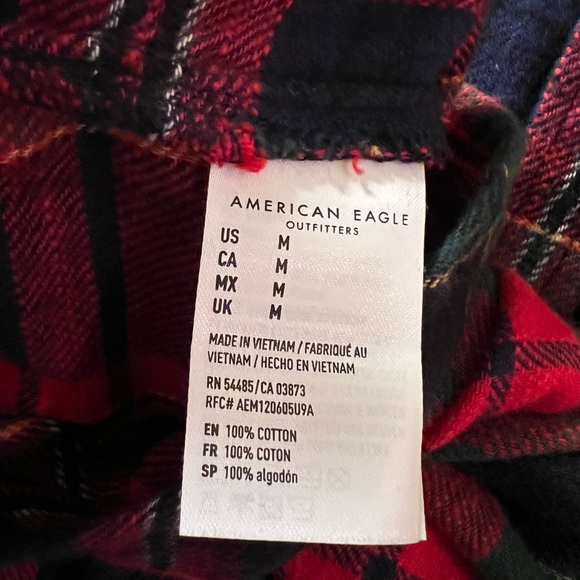 AMERICAN EAGLE
OUTFITTERS
US M
CA M
MX M
UK M
MADE IN VIETNAM / FABRIQUÉ AU
VIETNAM / HECHO EN VIETNAM
RN 54485/CA 03873
RFC# AEM120605U9A
EN 100% COTTON
FR 100% COTON
SP 100% algodón